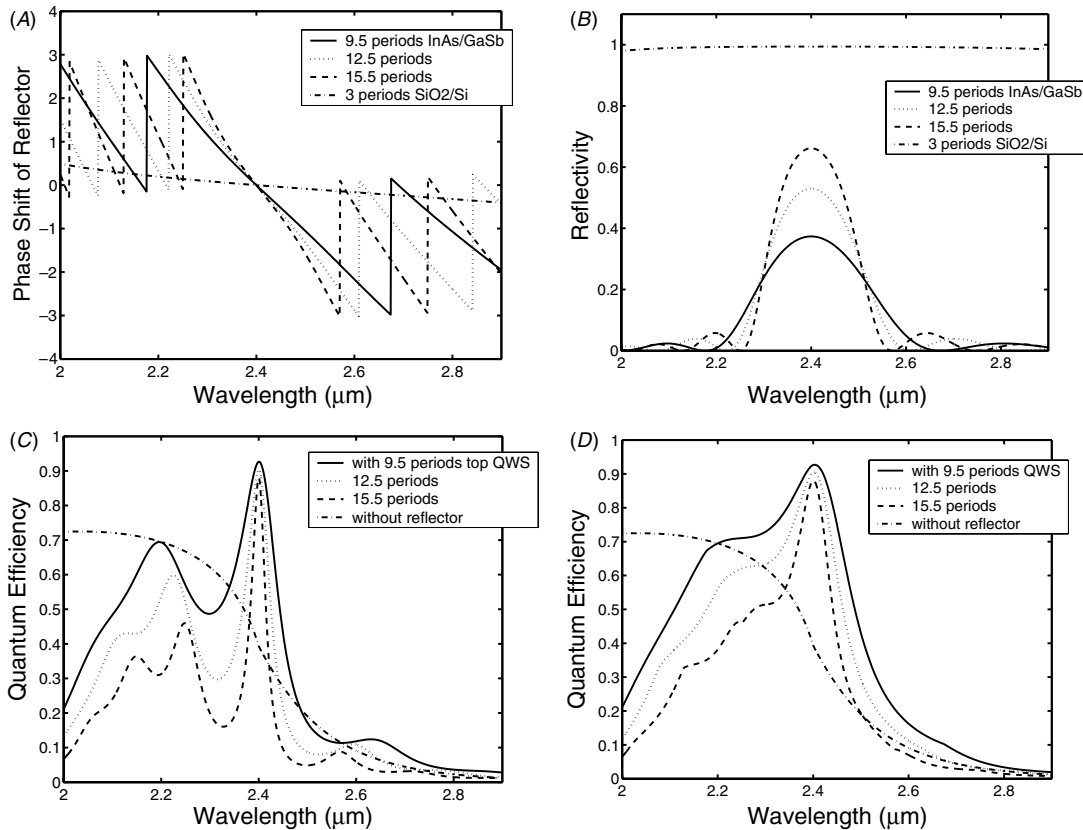 (A)
4
3
2
1
0
−1
−2
−3
−4
Phase Shift of Reflector
9.5 periods InAs/GaSb
12.5 periods
15.5 periods
3 periods SiO2/Si
2
2.2
2.4
2.6
2.8
Wavelength (μm)
(B)
1
0.8
0.6
0.4
0.2
0
Reflectivity
9.5 periods InAs/GaSb
12.5 periods
15.5 periods
3 periods SiO2/Si
2
2.2
2.4
2.6
2.8
Wavelength (μm)
(C)
1
0.9
0.8
0.7
0.6
0.5
0.4
0.3
0.2
0.1
0
Quantum Efficiency
with 9.5 periods top QWS
12.5 periods
15.5 periods
without reflector
2
2.2
2.4
2.6
2.8
Wavelength (μm)
(D)
1
0.9
0.8
0.7
0.6
0.5
0.4
0.3
0.2
0.1
0
Quantum Efficiency
with 9.5 periods QWS
12.5 periods
15.5 periods
without reflector
2
2.2
2.4
2.6
2.8
Wavelength (μm)